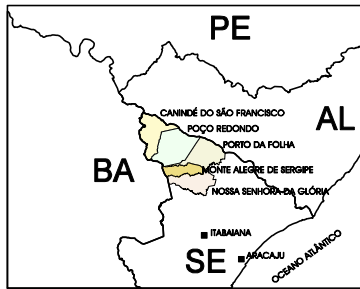 PE
CANINDÉ DO SÃO FRANCISCO
AL
POÇO REDONDO
PORTO DA FOLHA
BA
MONTE ALEGRE DE SERGIPE
NOSSA SENHORA DA GLÓRIA
ITABAIANA
SE
ARACAJU
OCEANO ATLÂNTICO